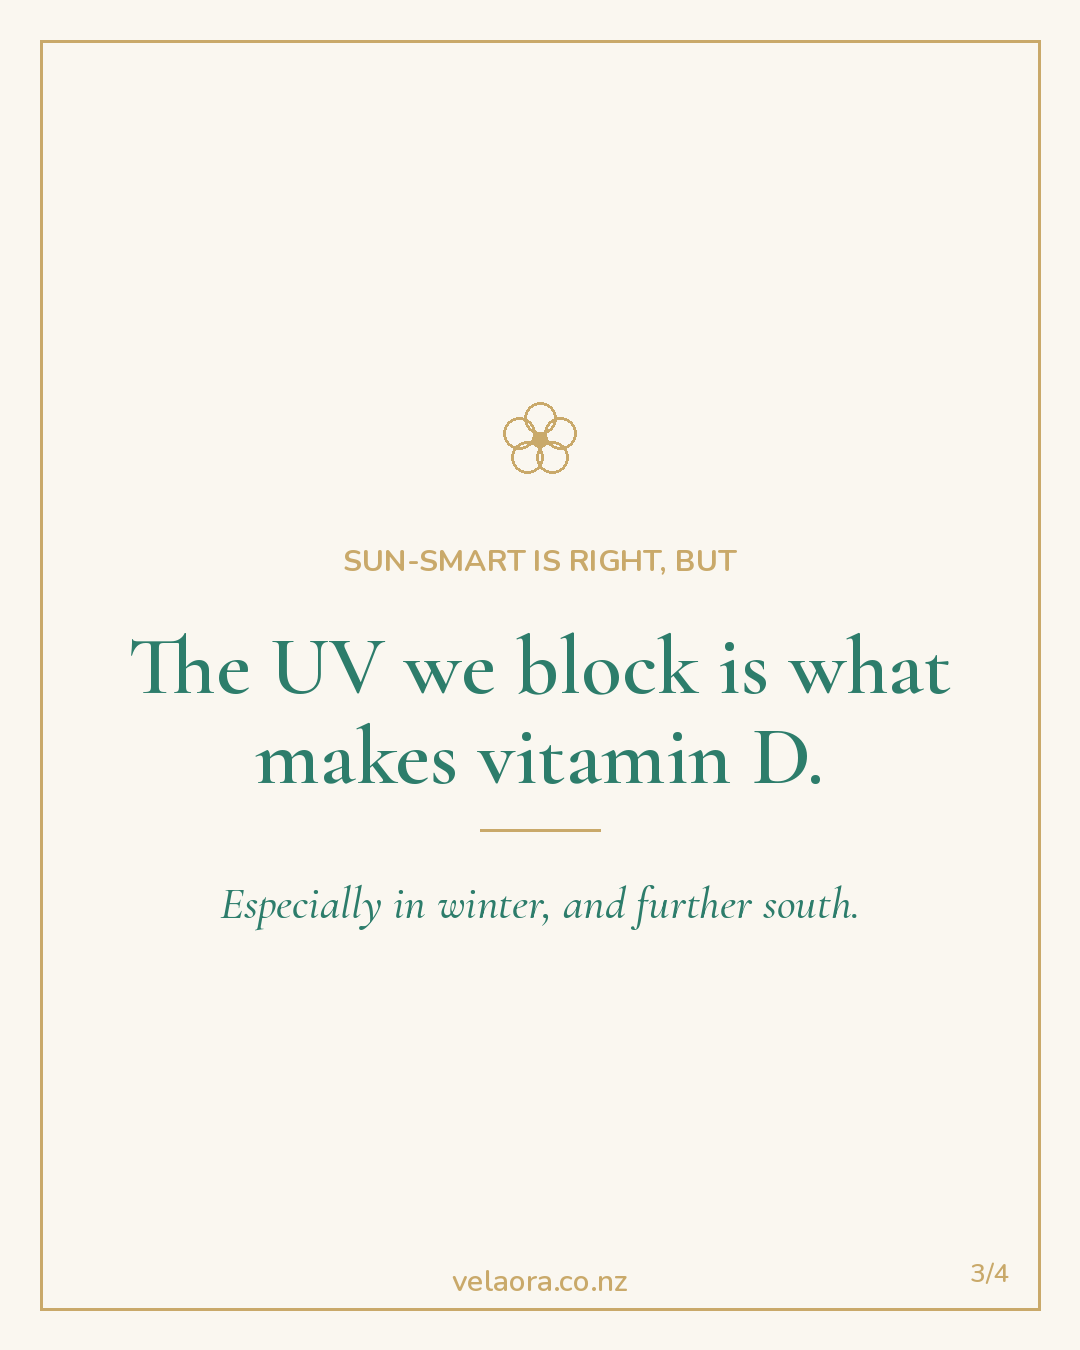 SUN-SMART IS RIGHT, BUT
The UV we block is what
makes vitamin D.
Especially in winter, and further south.
velaora.co.nz
3/4